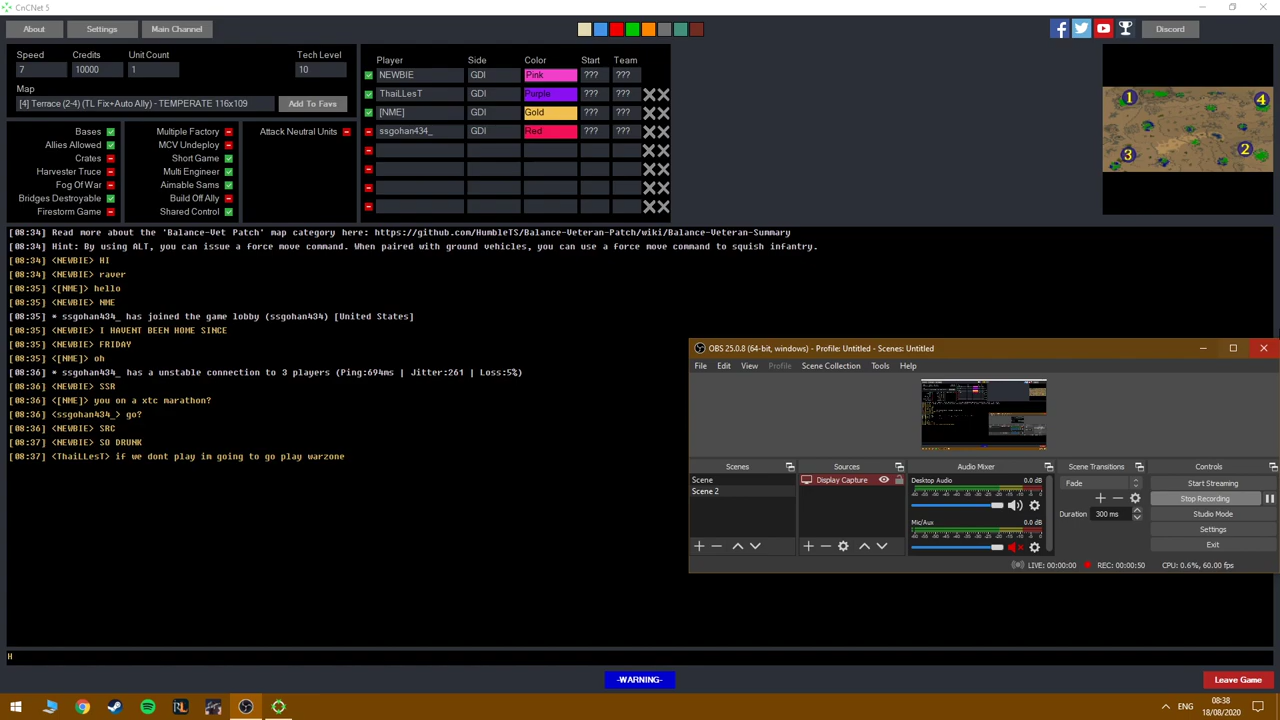 CnCNet 5
About Settings Main Channel Discord
Speed Credits Unit Count Tech Level
7 10000 1 10
Map
[4] Terrace (2-4) (TL Fix+Auto Ally) - TEMPERATE 116x109 Add To Favs
Bases Multiple Factory Attack Neutral Units
Allies Allowed MCV Undeploy
Crates Short Game
Harvester Truce Multi Engineer
Fog Of War Aimable Sams
Bridges Destroyable Build Off Ally
Firestorm Game Shared Control
Player Side Color Start Team
NEWBIE GDI Pink ??? ???
ThaiLLesT GDI Purple ??? ???
[NME] GDI Gold ??? ???
ssgohan434_ GDI Red ??? ???
1 4
3 2
[08:34] Read more about the 'Balance-Vet Patch' map category here: https://github.com/HumbleTS/Balance-Veteran-Patch/wiki/Balance-Veteran-Summary
[08:34] Hint: By using ALT, you can issue a force move command. When paired with ground vehicles, you can use a force move command to squish infantry.
[08:34] <NEWBIE> HI
[08:34] <NEWBIE> raver
[08:35] <[NME]> hello
[08:35] <NEWBIE> NME
[08:35] * ssgohan434_ has joined the game lobby (ssgohan434) [United States]
[08:35] <NEWBIE> I HAVENT BEEN HOME SINCE
[08:35] <NEWBIE> FRIDAY
[08:35] <[NME]> oh
[08:36] * ssgohan434_ has a unstable connection to 3 players (Ping:694ms | Jitter:261 | Loss:5%)
[08:36] <NEWBIE> SSR
[08:36] <[NME]> you on a xtc marathon?
[08:36] <ssgohan434_> go?
[08:36] <NEWBIE> SRC
[08:37] <NEWBIE> SO DRUNK
[08:37] <ThaiLLesT> if we dont play im going to go play warzone
OBS 25.0.8 (64-bit, windows) - Profile: Untitled - Scenes: Untitled
File Edit View Profile Scene Collection Tools Help
Scenes Sources Audio Mixer Scene Transitions Controls
Scene
Scene 2
Display Capture
Desktop Audio 0.0 dB
Mic/Aux 0.0 dB
Fade
Duration 300 ms
Start Streaming
Stop Recording
Studio Mode
Settings
Exit
LIVE: 00:00:00 REC: 00:00:50 CPU: 0.6%, 60.00 fps
H
-WARNING- Leave Game
ENG 08:38
18/08/2020